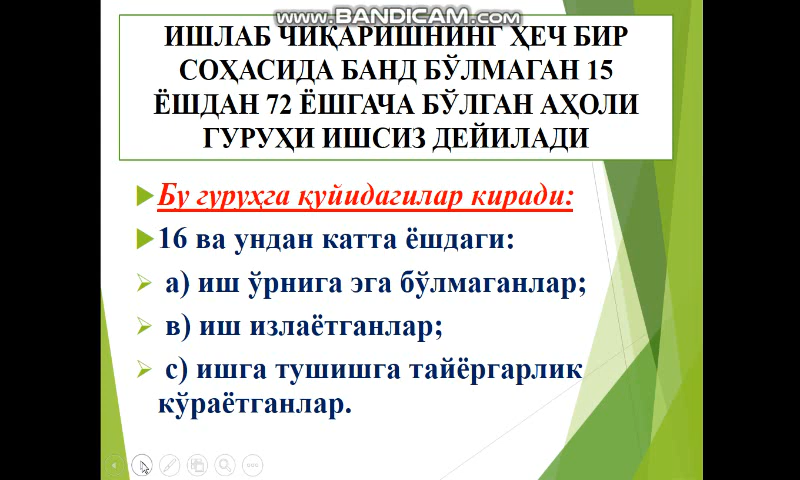 www.BANDICAM.com
ИШЛАБ ЧИҚАРИШНИНГ ҲЕЧ БИР
СОҲАСИДА БАНД БЎЛМАГАН 15
ЁШДАН 72 ЁШГАЧА БЎЛГАН АҲОЛИ
ГУРУҲИ ИШСИЗ ДЕЙИЛАДИ
Бу гуруҳга қуйидагилар киради:
16 ва ундан катта ёшдаги:
а) иш ўрнига эга бўлмаганлар;
в) иш излаётганлар;
с) ишга тушишга тайёргарлик
кўраётганлар.